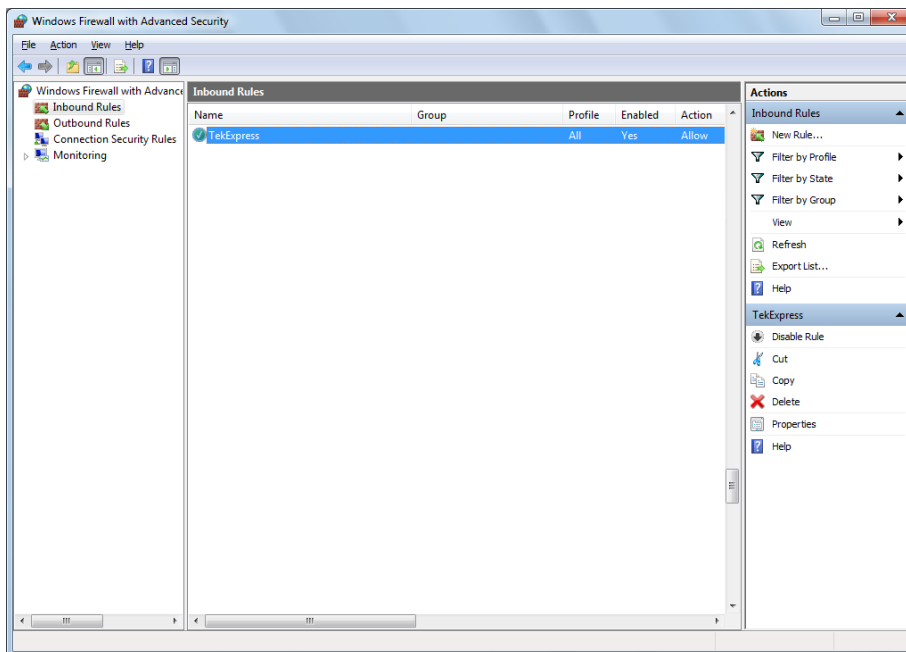 Windows Firewall with Advanced Security
File Action View Help
Windows Firewall with Advance
Inbound Rules
Outbound Rules
Connection Security Rules
Monitoring
Inbound Rules
Name Group Profile Enabled Action
TekExpress All Yes Allow
Actions
Inbound Rules
New Rule...
Filter by Profile
Filter by State
Filter by Group
View
Refresh
Export List...
Help
TekExpress
Disable Rule
Cut
Copy
Delete
Properties
Help